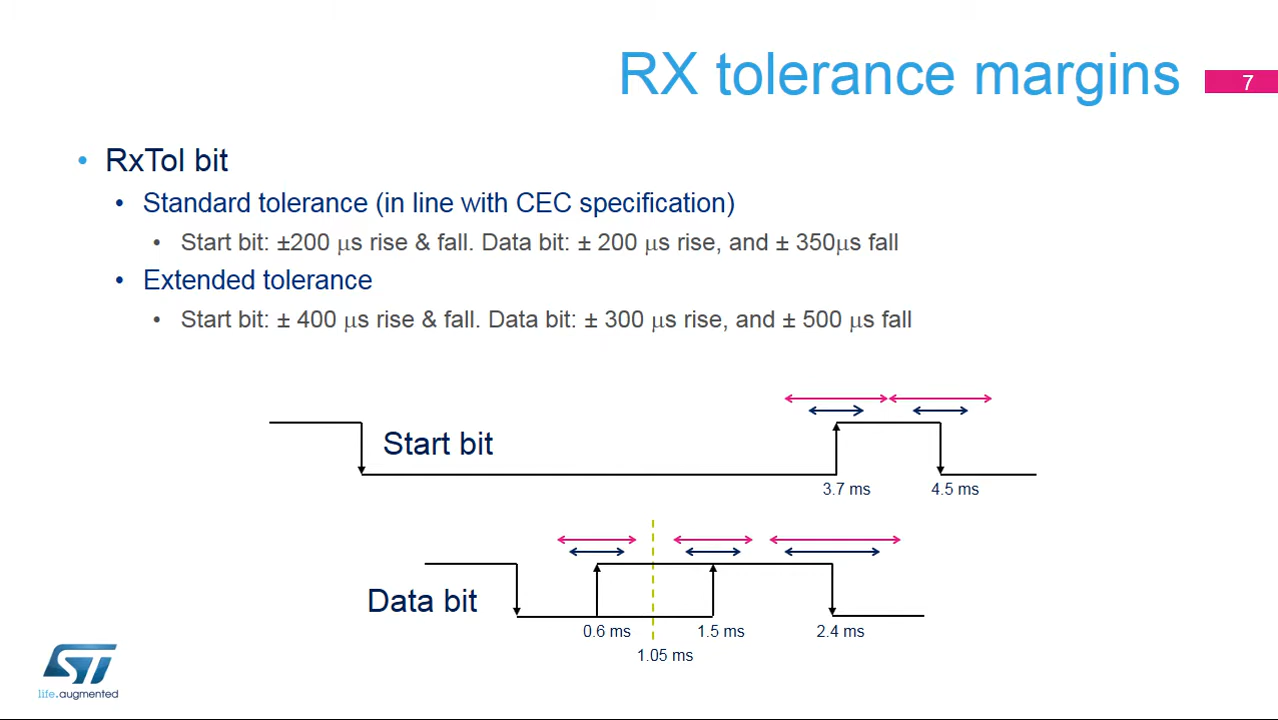 RX tolerance margins
7
• RxTol bit
• Standard tolerance (in line with CEC specification)
• Start bit: ±200 μs rise & fall. Data bit: ± 200 μs rise, and ± 350μs fall
• Extended tolerance
• Start bit: ± 400 μs rise & fall. Data bit: ± 300 μs rise, and ± 500 μs fall
Start bit
3.7 ms 4.5 ms
Data bit
0.6 ms 1.5 ms 2.4 ms
1.05 ms
ST
life.augmented